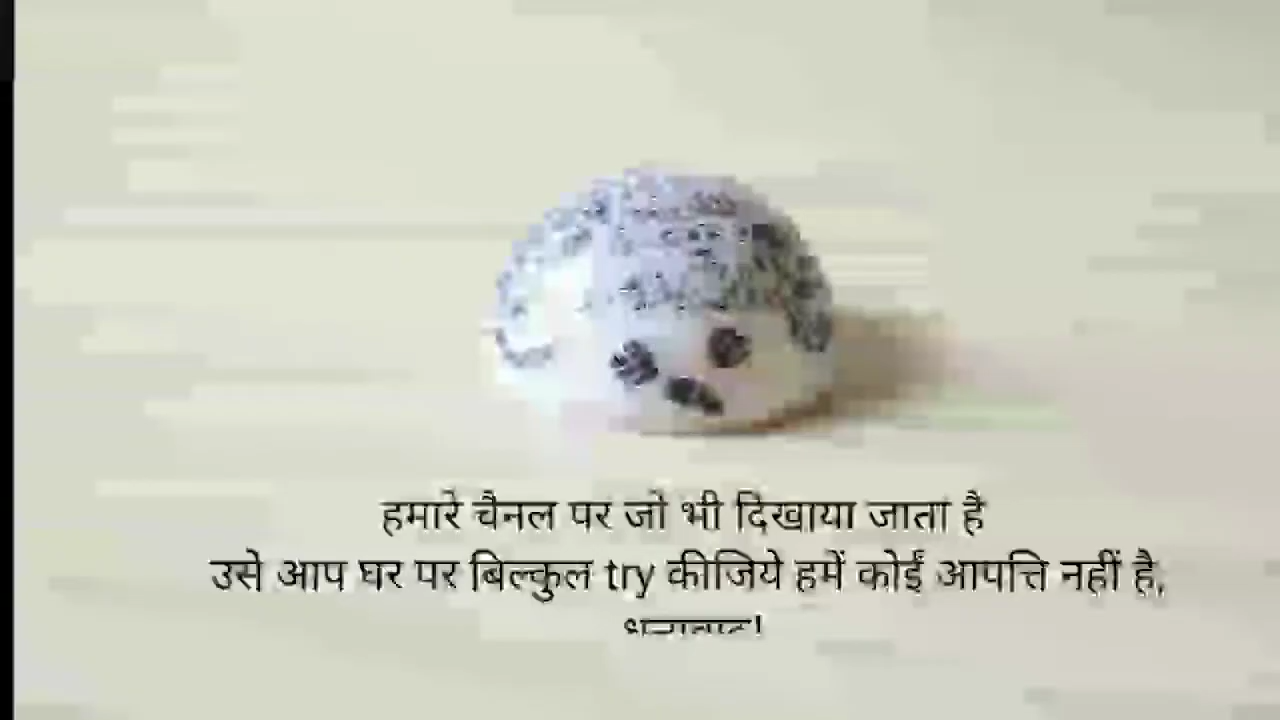 हमारे चैनल पर जो भी दिखाया जाता है
उसे आप घर पर बिल्कुल try कीजिये हमें कोई आपत्ति नहीं है,